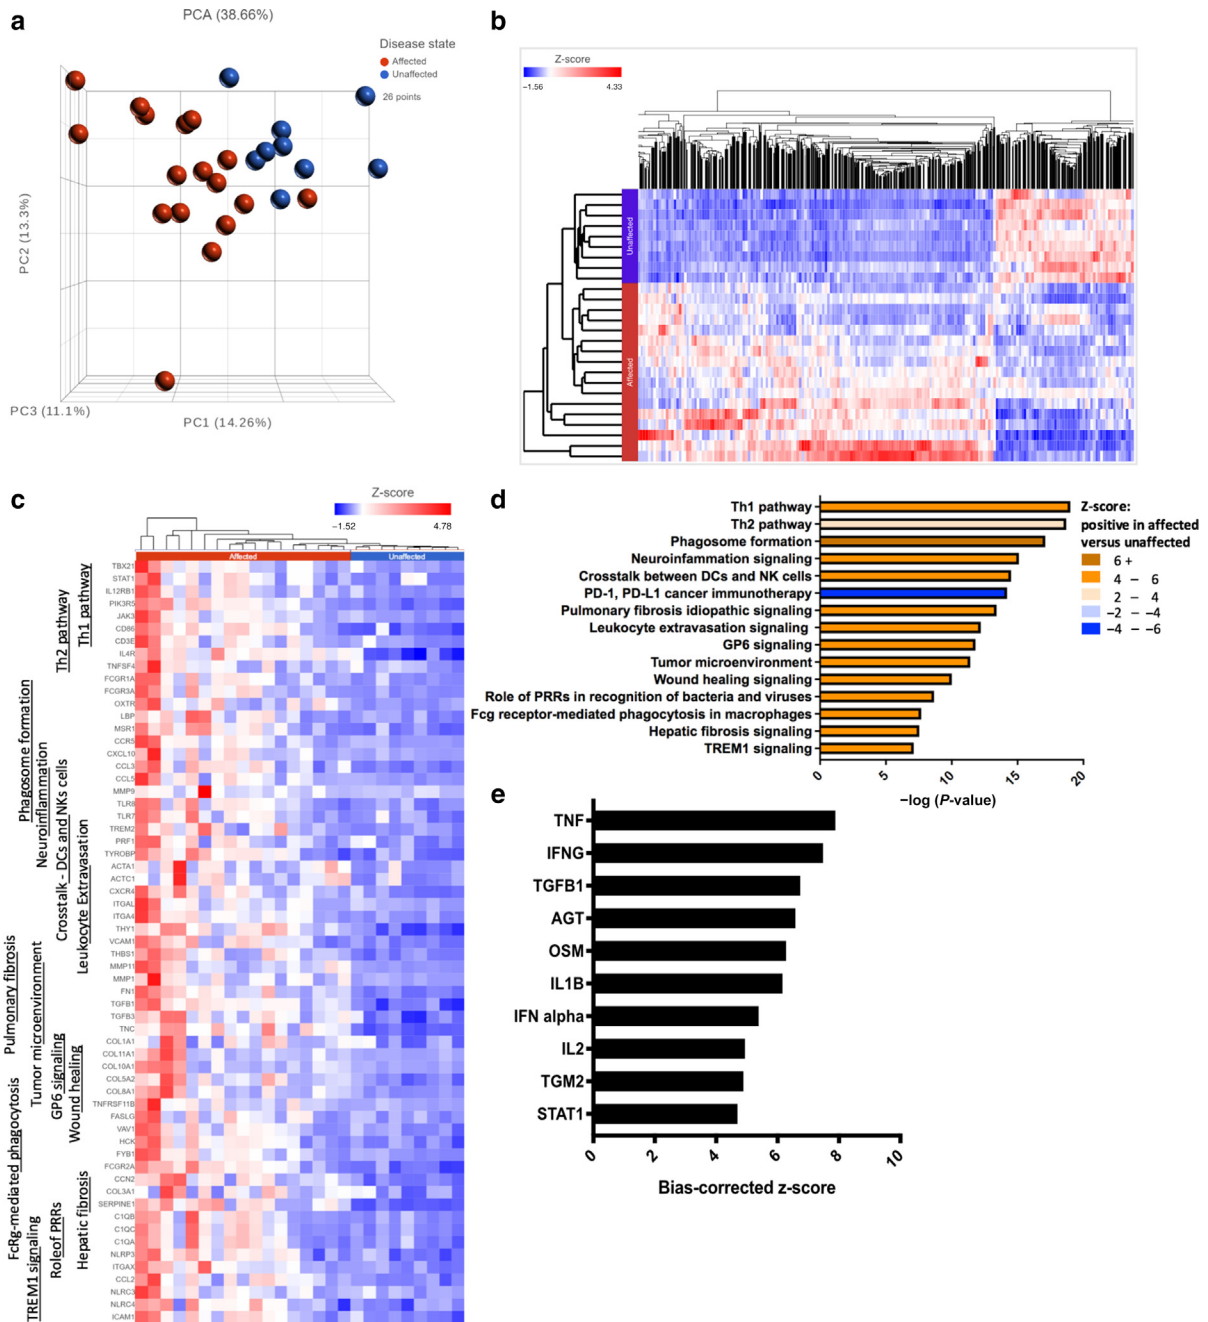 a
PCA (38.66%)
Disease state
Affected
Unaffected
26 points
PC2 (13.3%)
PC3 (11.1%)
PC1 (14.26%)
b
Z-score
−1.56
4.33
Unaffected
Affected
c
Z-score
−1.52
4.78
Affected
Unaffected
Th1 pathway
Th2 pathway
Phagosome formation
Neuroinflammation
Crosstalk - DCs and NKs cells
Leukocyte Extravasation
Pulmonary fibrosis
Tumor microenvironment
GP6 signaling
Wound healing
FcRg-mediated phagocytosis
TREM1 signaling
Roleof PRRs
Hepatic fibrosis
TBX21
STAT1
IL12RB1
PIK3R5
JAK3
CD86
CD3E
IL4R
TNFSF4
FCGR1A
FCGR3A
OXTR
LBP
MSR1
CCR5
CXCL10
CCL3
CCL5
MMP9
TLR8
TLR7
TREM2
PRF1
TYROBP
ACTA1
ACTC1
CXCR4
ITGAL
ITGA4
THY1
VCAM1
THBS1
MMP11
MMP1
FN1
TGFB1
TGFB3
TNC
COL1A1
COL11A1
COL10A1
COL5A2
COL8A1
TNFRSF11B
FASLG
VAV1
HCK
FYB1
FCGR2A
CCN2
COL3A1
SERPINE1
C1QB
C1QC
C1QA
NLRP3
ITGAX
CCL2
NLRC3
NLRC4
ICAM1
d
Th1 pathway
Th2 pathway
Phagosome formation
Neuroinflammation signaling
Crosstalk between DCs and NK cells
PD-1, PD-L1 cancer immunotherapy
Pulmonary fibrosis idiopathic signaling
Leukocyte extravasation signaling
GP6 signaling
Tumor microenvironment
Wound healing signaling
Role of PRRs in recognition of bacteria and viruses
Fcg receptor-mediated phagocytosis in macrophages
Hepatic fibrosis signaling
TREM1 signaling
0 5 10 15 20
−log (P-value)
Z-score:
positive in affected
versus unaffected
6 +
4 – 6
2 – 4
−2 – −4
−4 – −6
e
TNF
IFNG
TGFB1
AGT
OSM
IL1B
IFN alpha
IL2
TGM2
STAT1
0 2 4 6 8 10
Bias-corrected z-score